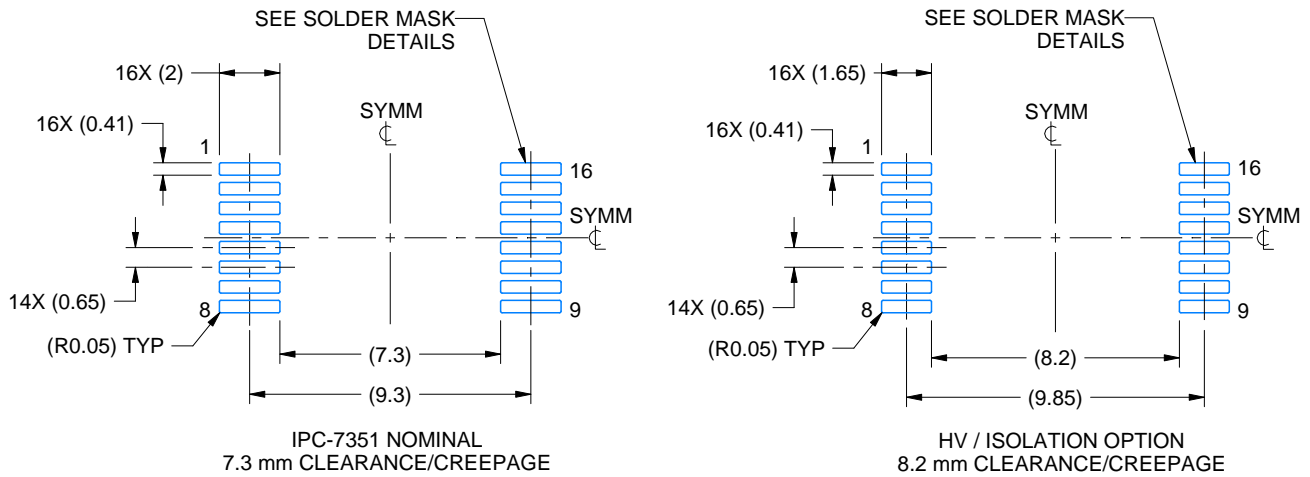 SEE SOLDER MASK
DETAILS
16X (2)
SYMM
℄
16X (0.41)
1
16
SYMM
℄
14X (0.65)
8
9
(R0.05) TYP
(7.3)
(9.3)
IPC-7351 NOMINAL
7.3 mm CLEARANCE/CREEPAGE
SEE SOLDER MASK
DETAILS
16X (1.65)
SYMM
℄
16X (0.41)
1
16
SYMM
℄
14X (0.65)
8
9
(R0.05) TYP
(8.2)
(9.85)
HV / ISOLATION OPTION
8.2 mm CLEARANCE/CREEPAGE